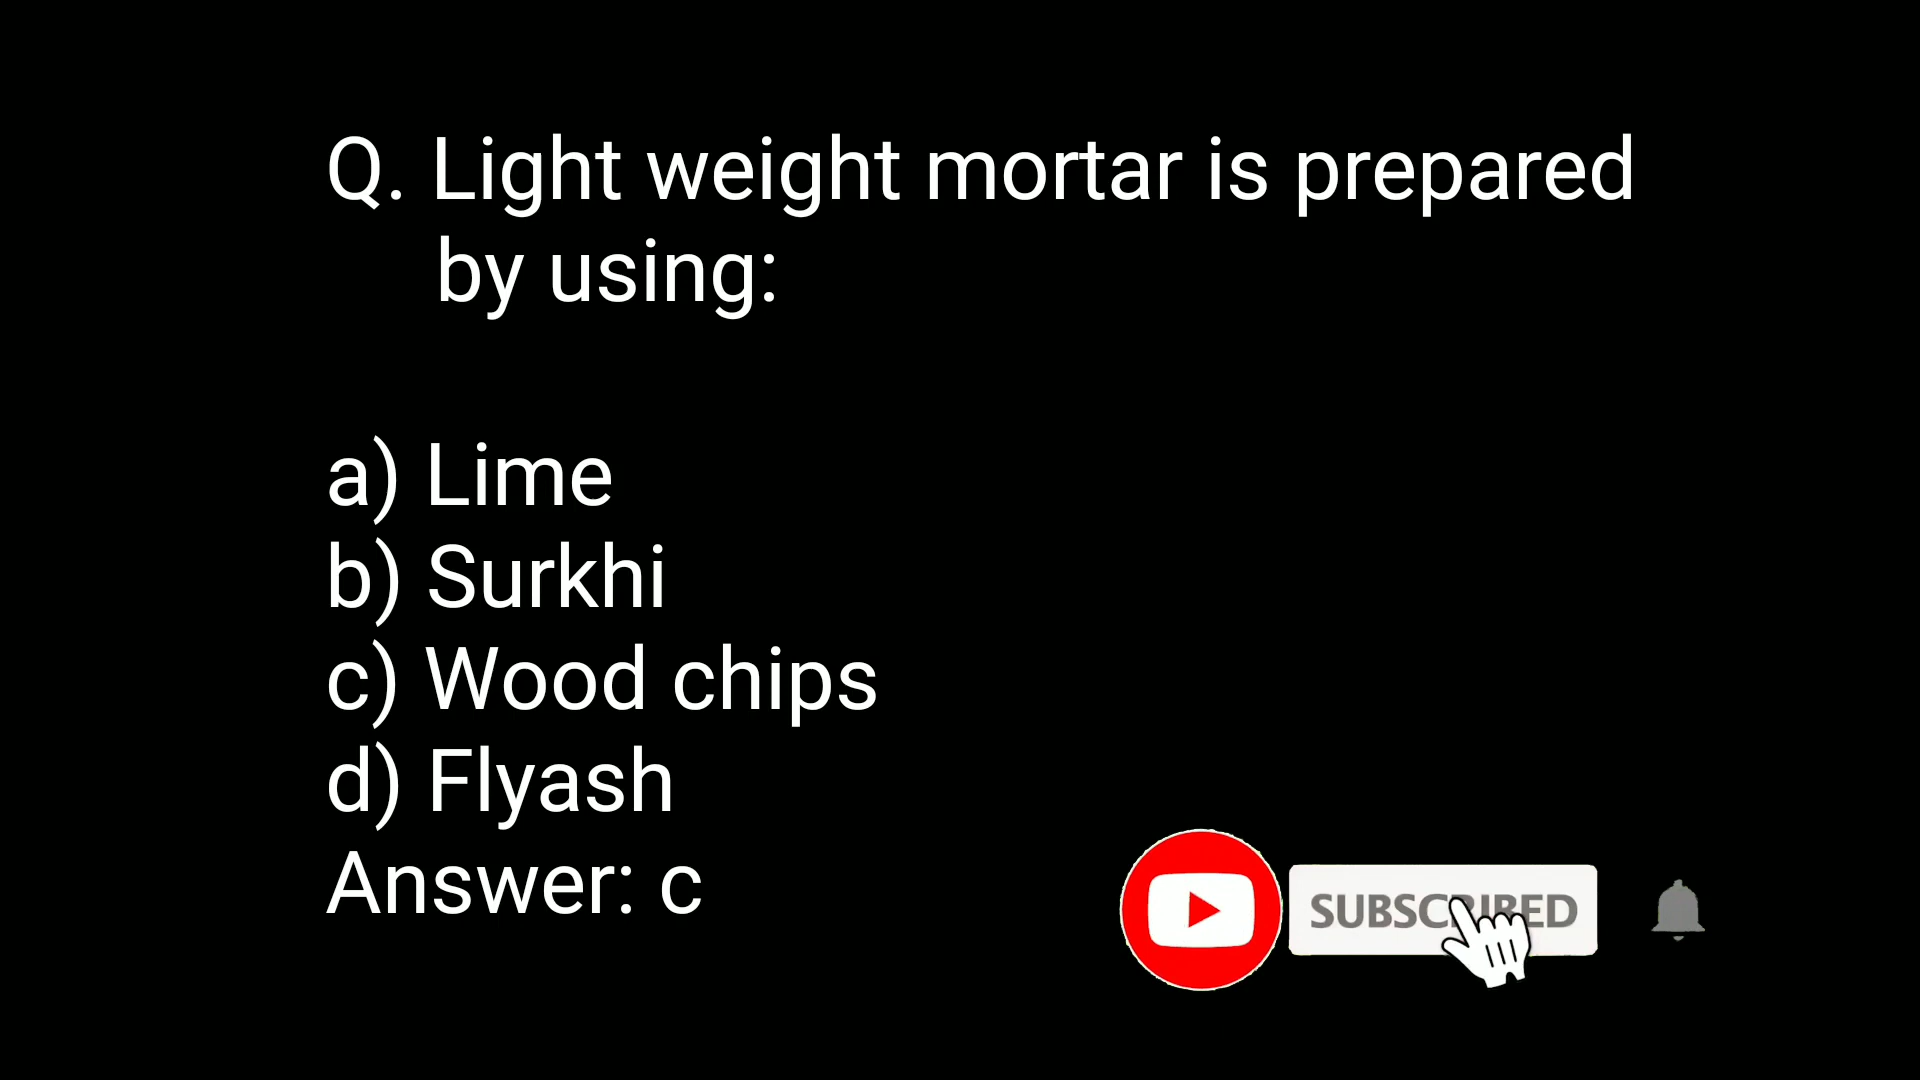 Q. Light weight mortar is prepared
by using:
a) Lime
b) Surkhi
c) Wood chips
d) Flyash
Answer: c
SUBSCRIBED